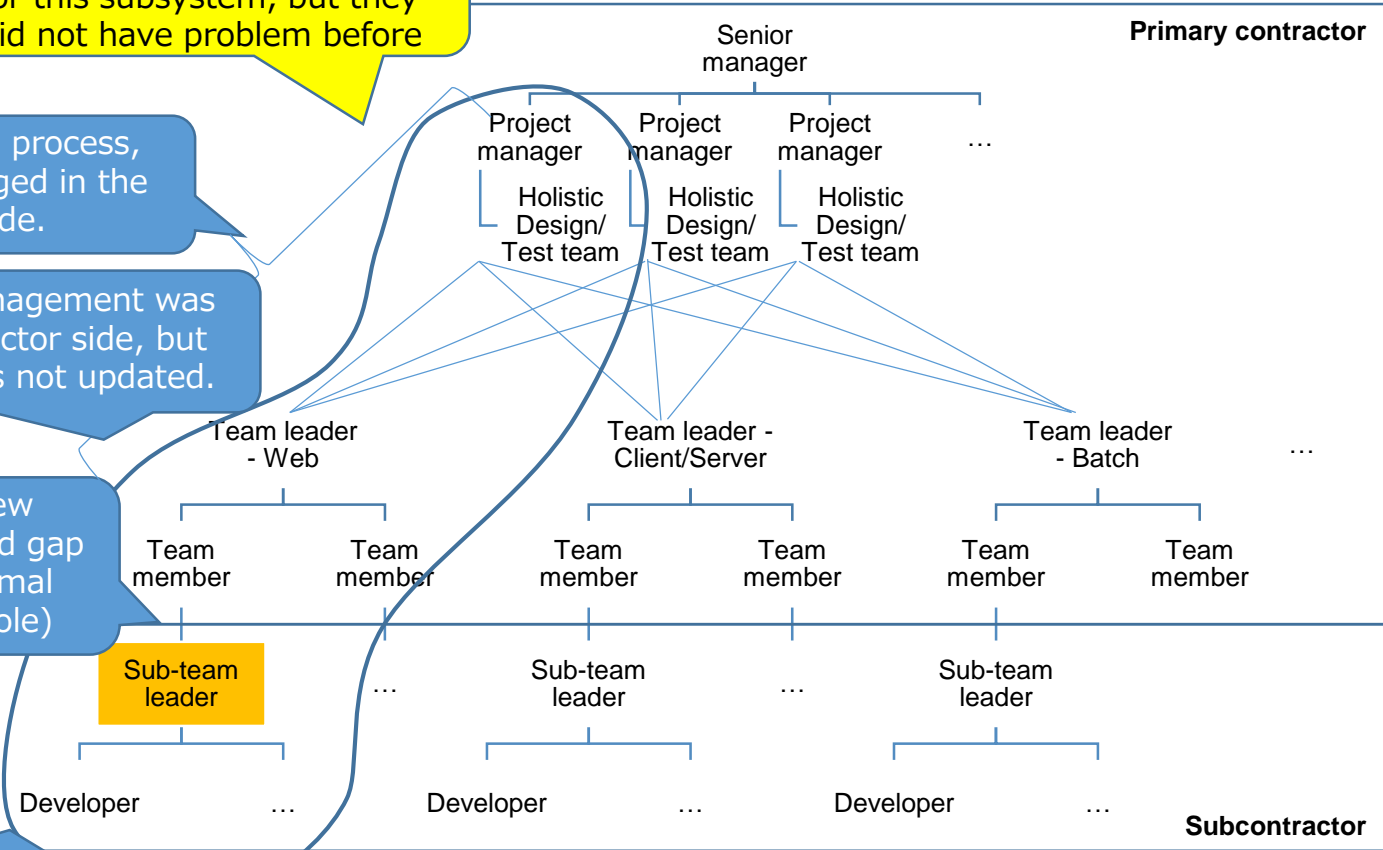 or this subsystem, but they
id not have problem before
Primary contractor
Senior
manager
process,
ged in the
de.
Project
manager
Project
manager
Project
manager
…
Holistic
Design/
Test team
Holistic
Design/
Test team
Holistic
Design/
Test team
nagement was
ctor side, but
s not updated.
Team leader
- Web
Team leader -
Client/Server
Team leader
- Batch
…
ew
d gap
mal
ole)
Team
member
Team
member
Team
member
Team
member
Team
member
Team
member
Sub-team
leader
…
Sub-team
leader
…
Sub-team
leader
Developer
…
Developer
…
Developer
…
Subcontractor